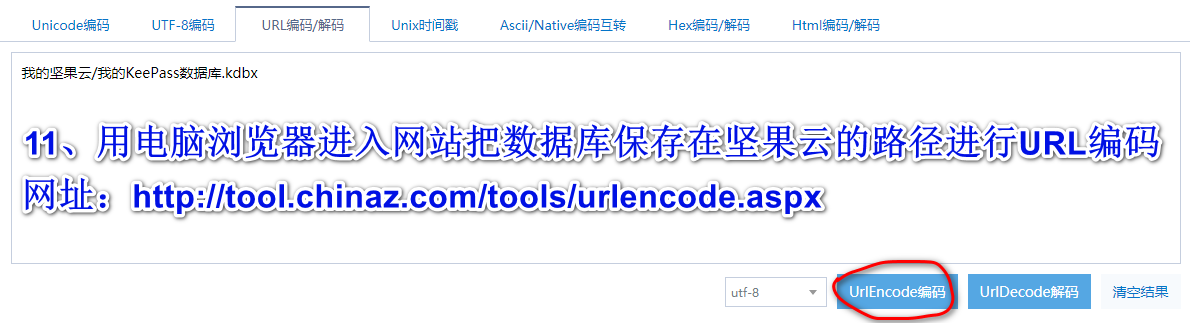 Unicode编码 UTF-8编码 URL编码/解码 Unix时间戳 Ascii/Native编码互转 Hex编码/解码 Html编码/解码
我的坚果云/我的KeePass数据库.kdbx
11、用电脑浏览器进入网站把数据库保存在坚果云的路径进行URL编码
网址：http://tool.chinaz.com/tools/urlencode.aspx
utf-8 UrlEncode编码 UrlDecode解码 清空结果